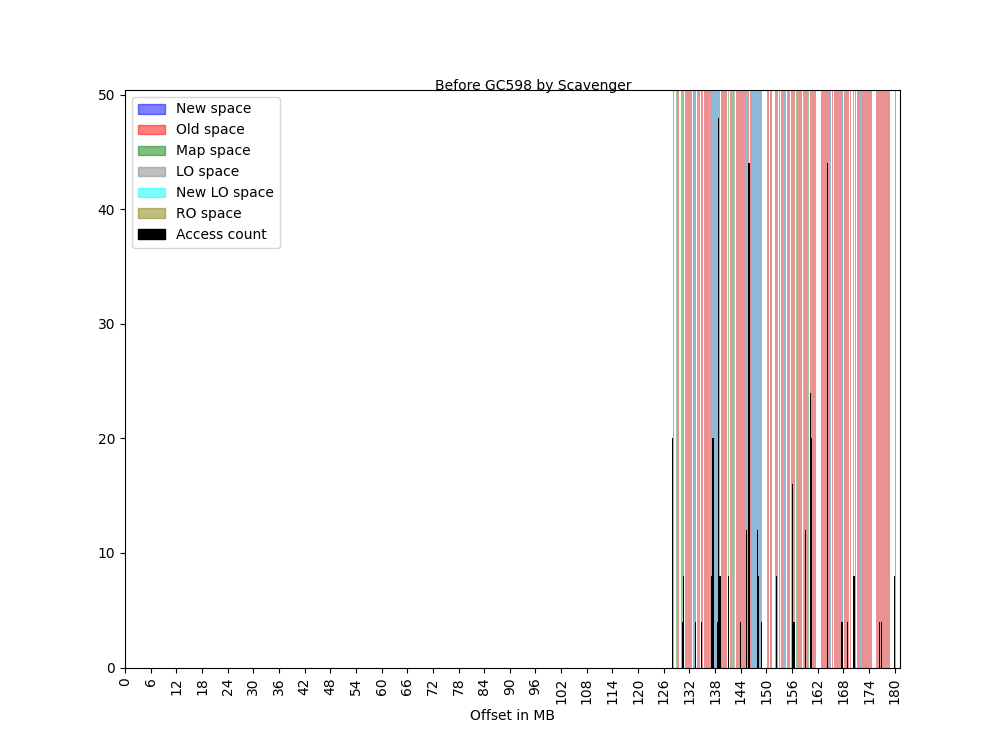 Before GC598 by Scavenger
50
40
30
20
10
0
New space
Old space
Map space
LO space
New LO space
RO space
Access count
0 6 12 18 24 30 36 42 48 54 60 66 72 78 84 90 96 102 108 114 120 126 132 138 144 150 156 162 168 174 180
Offset in MB